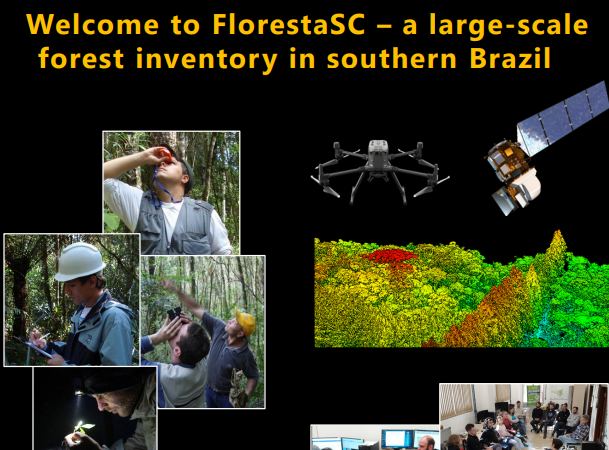 Welcome to FlorestaSC – a large-scale
forest inventory in southern Brazil